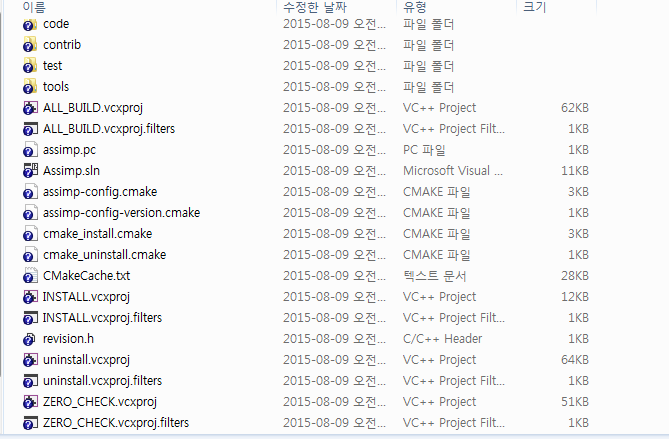 이름 수정한 날짜 유형 크기
code 2015-08-09 오전... 파일 폴더
contrib 2015-08-09 오전... 파일 폴더
test 2015-08-09 오전... 파일 폴더
tools 2015-08-09 오전... 파일 폴더
ALL_BUILD.vcxproj 2015-08-09 오전... VC++ Project 62KB
ALL_BUILD.vcxproj.filters 2015-08-09 오전... VC++ Project Filt... 1KB
assimp.pc 2015-08-09 오전... PC 파일 1KB
Assimp.sln 2015-08-09 오전... Microsoft Visual ... 11KB
assimp-config.cmake 2015-08-09 오전... CMAKE 파일 3KB
assimp-config-version.cmake 2015-08-09 오전... CMAKE 파일 1KB
cmake_install.cmake 2015-08-09 오전... CMAKE 파일 3KB
cmake_uninstall.cmake 2015-08-09 오전... CMAKE 파일 1KB
CMakeCache.txt 2015-08-09 오전... 텍스트 문서 28KB
INSTALL.vcxproj 2015-08-09 오전... VC++ Project 12KB
INSTALL.vcxproj.filters 2015-08-09 오전... VC++ Project Filt... 1KB
revision.h 2015-08-09 오전... C/C++ Header 1KB
uninstall.vcxproj 2015-08-09 오전... VC++ Project 64KB
uninstall.vcxproj.filters 2015-08-09 오전... VC++ Project Filt... 1KB
ZERO_CHECK.vcxproj 2015-08-09 오전... VC++ Project 51KB
ZERO_CHECK.vcxproj.filters 2015-08-09 오전... VC++ Project Filt... 1KB